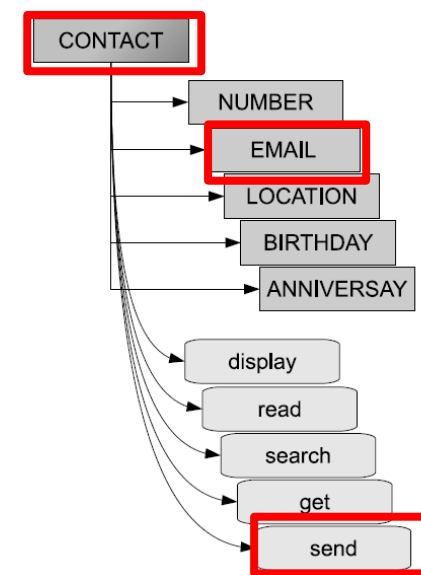 CONTACT
NUMBER
EMAIL
LOCATION
BIRTHDAY
ANNIVERSAY
display
read
search
get
send